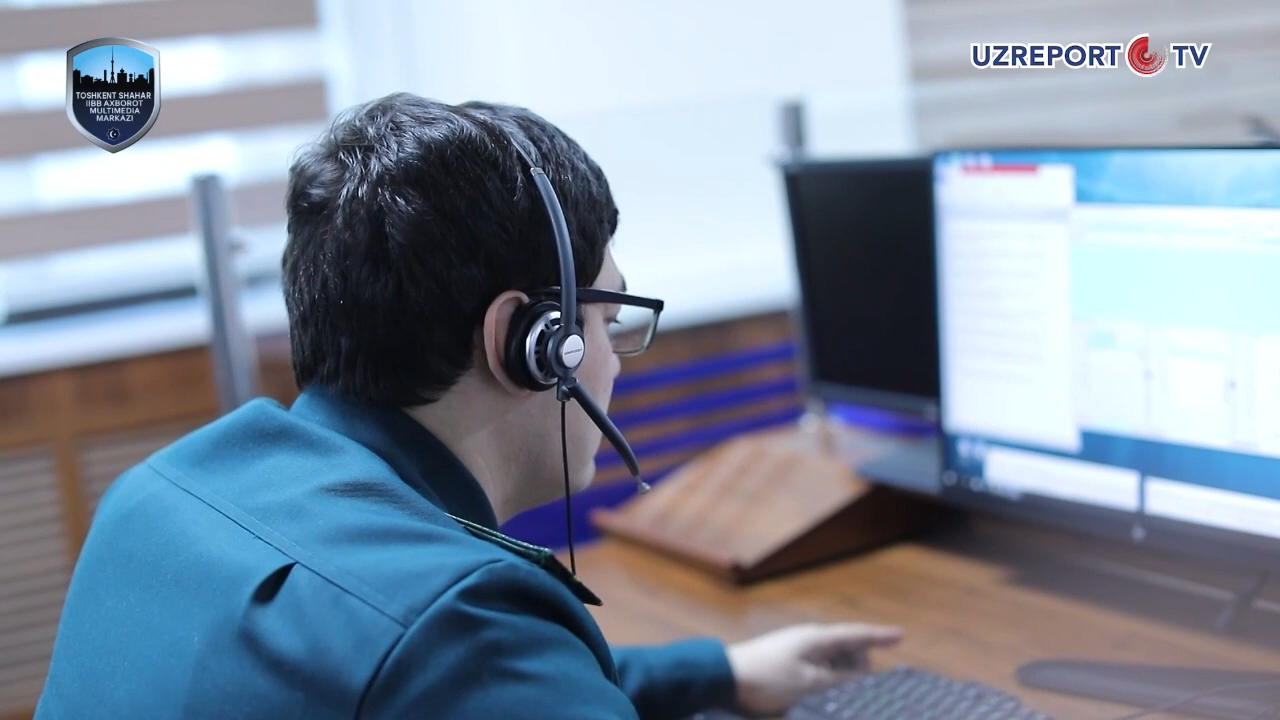 TOSHKENT SHAHAR
IIBB AXBOROT
MULTIMEDIA
MARKAZI
UZREPORT TV